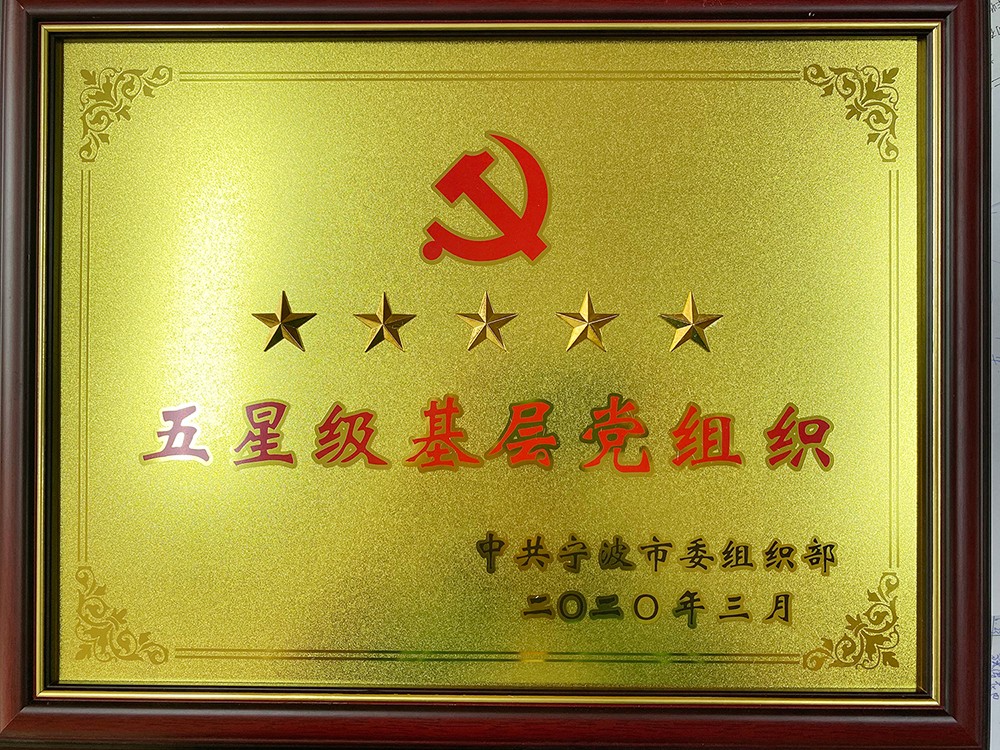 五星级基层党组织
中共宁波市委组织部
二〇二〇年三月